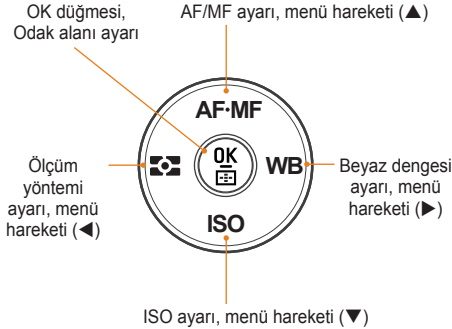 OK düğmesi,
Odak alanı ayarı
AF/MF ayarı, menü hareketi (▲)
AF·MF
OK
WB
ISO
Ölçüm
yöntemi
ayarı, menü
hareketi (◀)
Beyaz dengesi
ayarı, menü
hareketi (▶)
ISO ayarı, menü hareketi (▼)